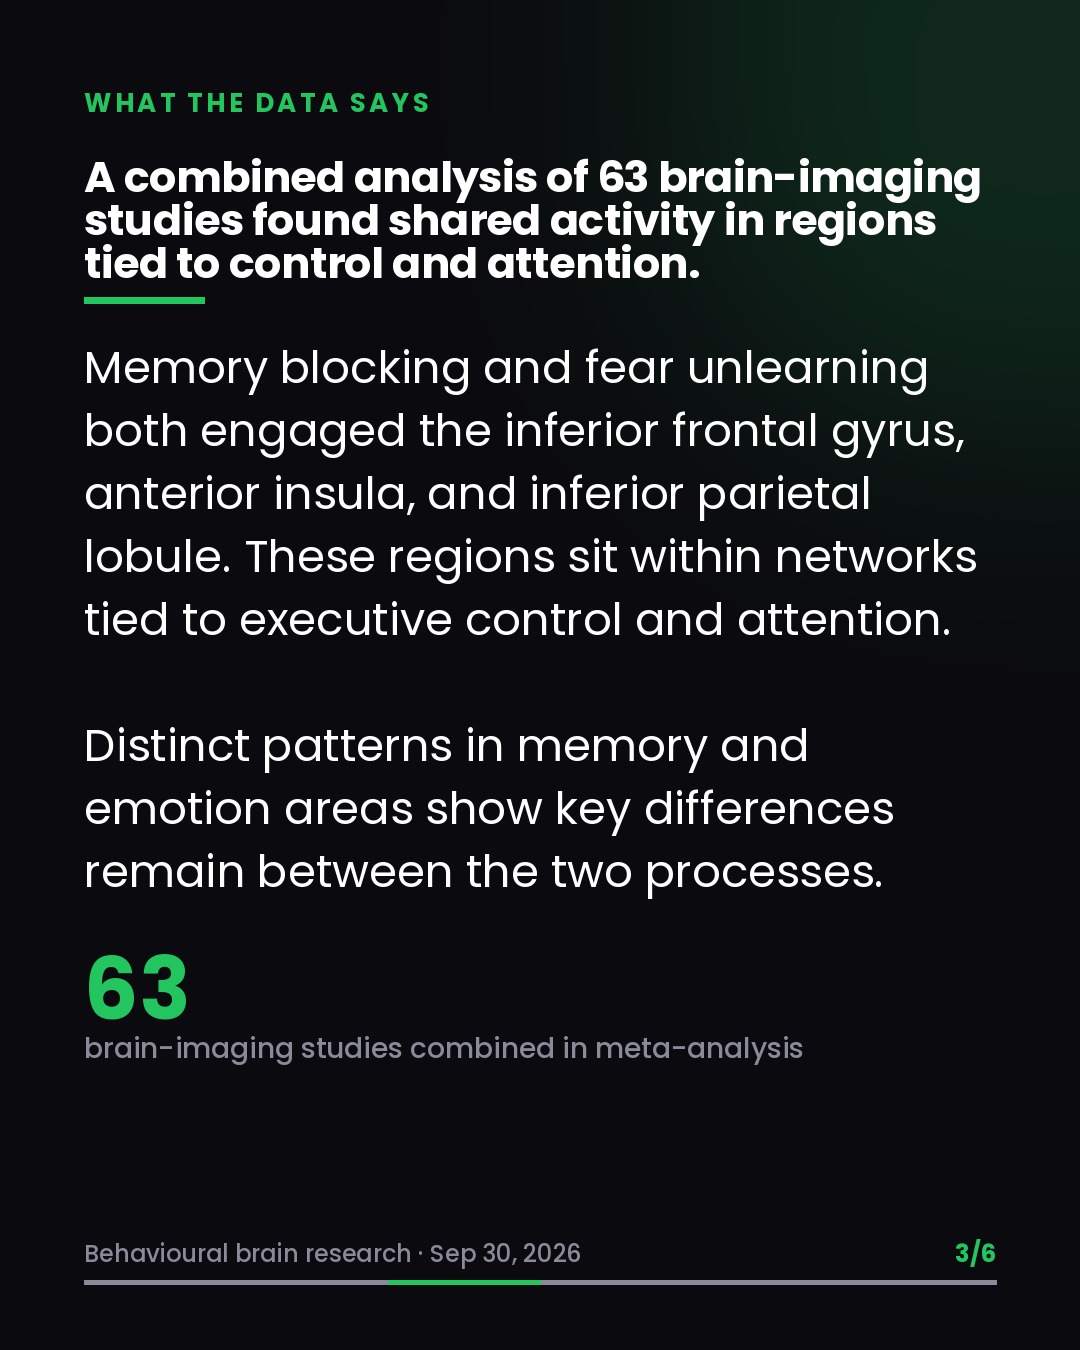 WHAT THE DATA SAYS
A combined analysis of 63 brain-imaging
studies found shared activity in regions
tied to control and attention.
Memory blocking and fear unlearning
both engaged the inferior frontal gyrus,
anterior insula, and inferior parietal
lobule. These regions sit within networks
tied to executive control and attention.
Distinct patterns in memory and
emotion areas show key differences
remain between the two processes.
63
brain-imaging studies combined in meta-analysis
Behavioural brain research · Sep 30, 2026
3/6